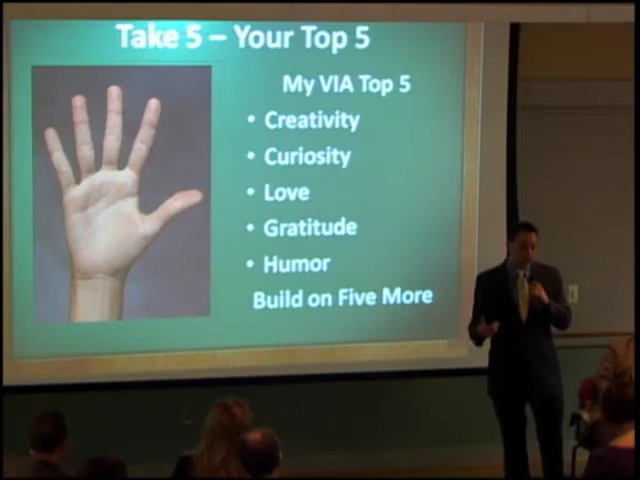 Take 5 – Your Top 5
My VIA Top 5
• Creativity
• Curiosity
• Love
• Gratitude
• Humor
Build on Five More